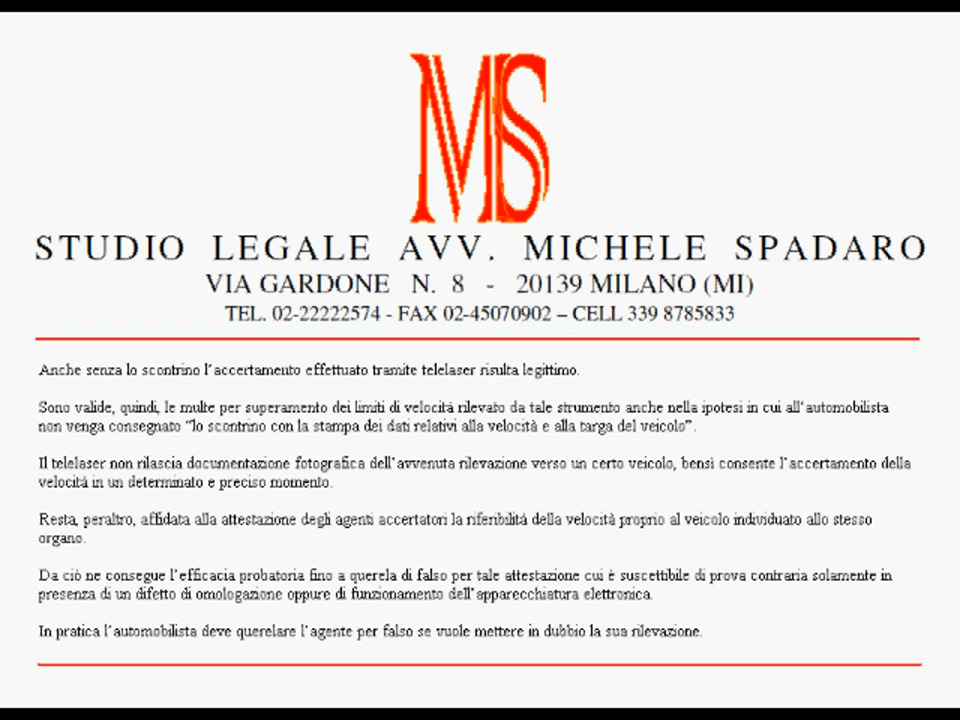 MS
STUDIO LEGALE AVV. MICHELE SPADARO
VIA GARDONE N. 8 - 20139 MILANO (MI)
TEL. 02-22222574 - FAX 02-45070902 – CELL 339 8785833
Anche senza lo scontrino l'accertamento effettuato tramite telelaser risulta legittimo.
Sono valide, quindi, le multe per superamento dei limiti di velocità rilevato da tale strumento anche nella ipotesi in cui all'automobilista
non venga consegnato "lo scontrino con la stampa dei dati relativi alla velocità e alla targa del veicolo".
Il telelaser non rilascia documentazione fotografica dell'avvenuta rilevazione verso un certo veicolo, bensì consente l'accertamento della
velocità in un determinato e preciso momento.
Resta, peraltro, affidata alla attestazione degli agenti accertatori la riferibilità della velocità proprio al veicolo individuato allo stesso
organo.
Da ciò ne consegue l'efficacia probatoria fino a querela di falso per tale attestazione cui è suscettibile di prova contraria solamente in
presenza di un difetto di omologazione oppure di funzionamento dell'apparecchiatura elettronica.
In pratica l'automobilista deve querelare l'agente per falso se vuole mettere in dubbio la sua rilevazione.